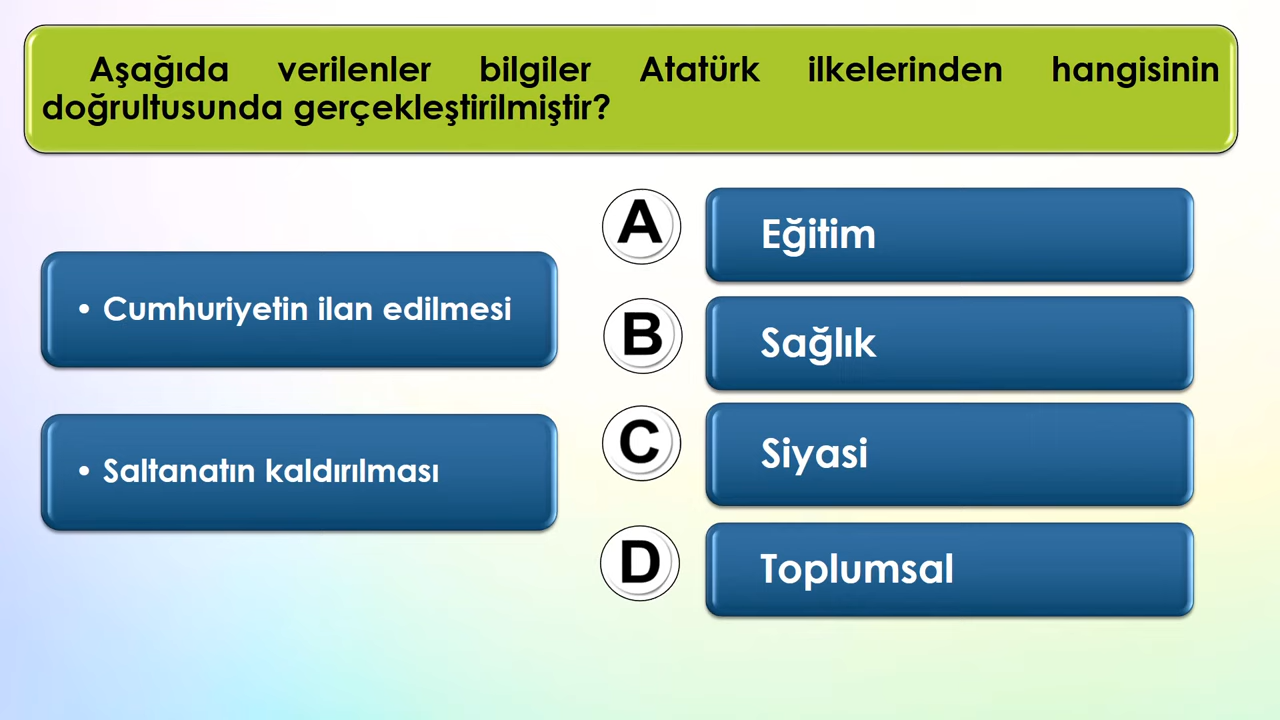 Aşağıda verilenler bilgiler Atatürk ilkelerinden hangisinin
doğrultusunda gerçekleştirilmiştir?
• Cumhuriyetin ilan edilmesi
• Saltanatın kaldırılması
A Eğitim
B Sağlık
C Siyasi
D Toplumsal